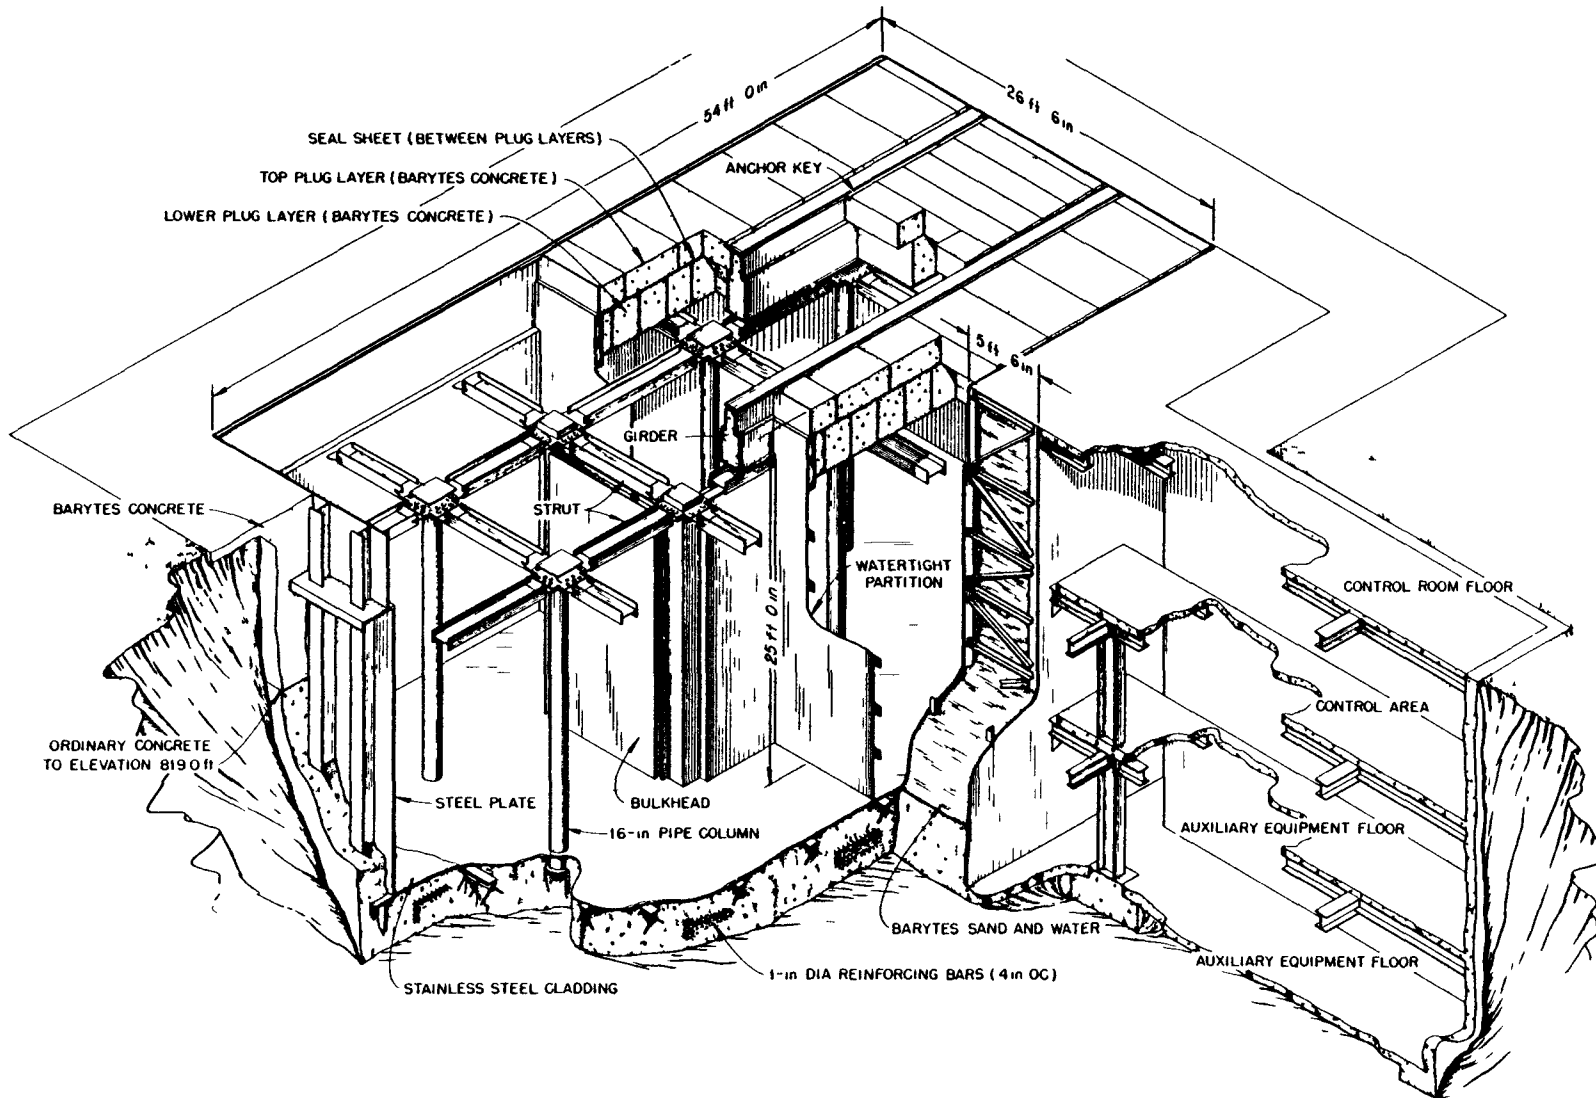 54 ft 0 in
26 ft 6 in
SEAL SHEET (BETWEEN PLUG LAYERS)
ANCHOR KEY
TOP PLUG LAYER (BARYTES CONCRETE)
LOWER PLUG LAYER (BARYTES CONCRETE)
5 ft 6 in
GIRDER
BARYTES CONCRETE
STRUT
WATERTIGHT
PARTITION
CONTROL ROOM FLOOR
25 ft 0 in
CONTROL AREA
ORDINARY CONCRETE
TO ELEVATION 819 0 ft
STEEL PLATE
BULKHEAD
16-in PIPE COLUMN
AUXILIARY EQUIPMENT FLOOR
BARYTES SAND AND WATER
AUXILIARY EQUIPMENT FLOOR
1-in DIA REINFORCING BARS (4 in OC)
STAINLESS STEEL CLADDING